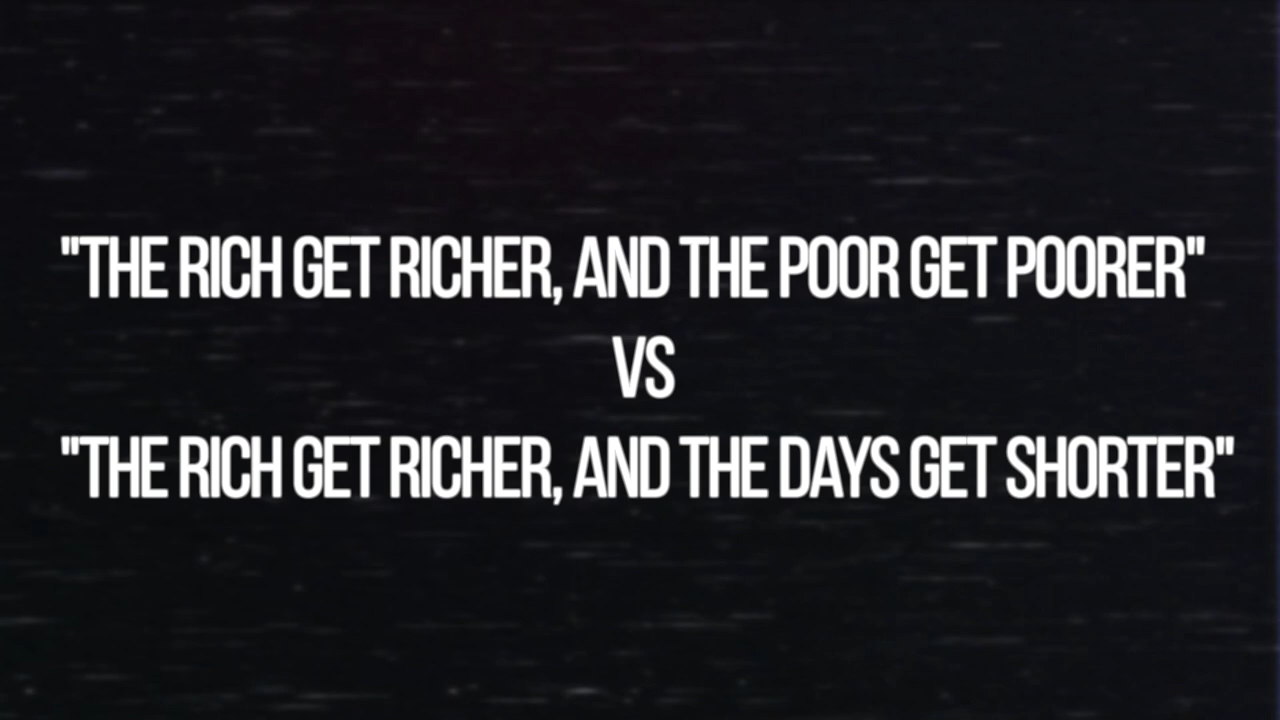 "THE RICH GET RICHER, AND THE POOR GET POORER"
VS
"THE RICH GET RICHER, AND THE DAYS GET SHORTER"